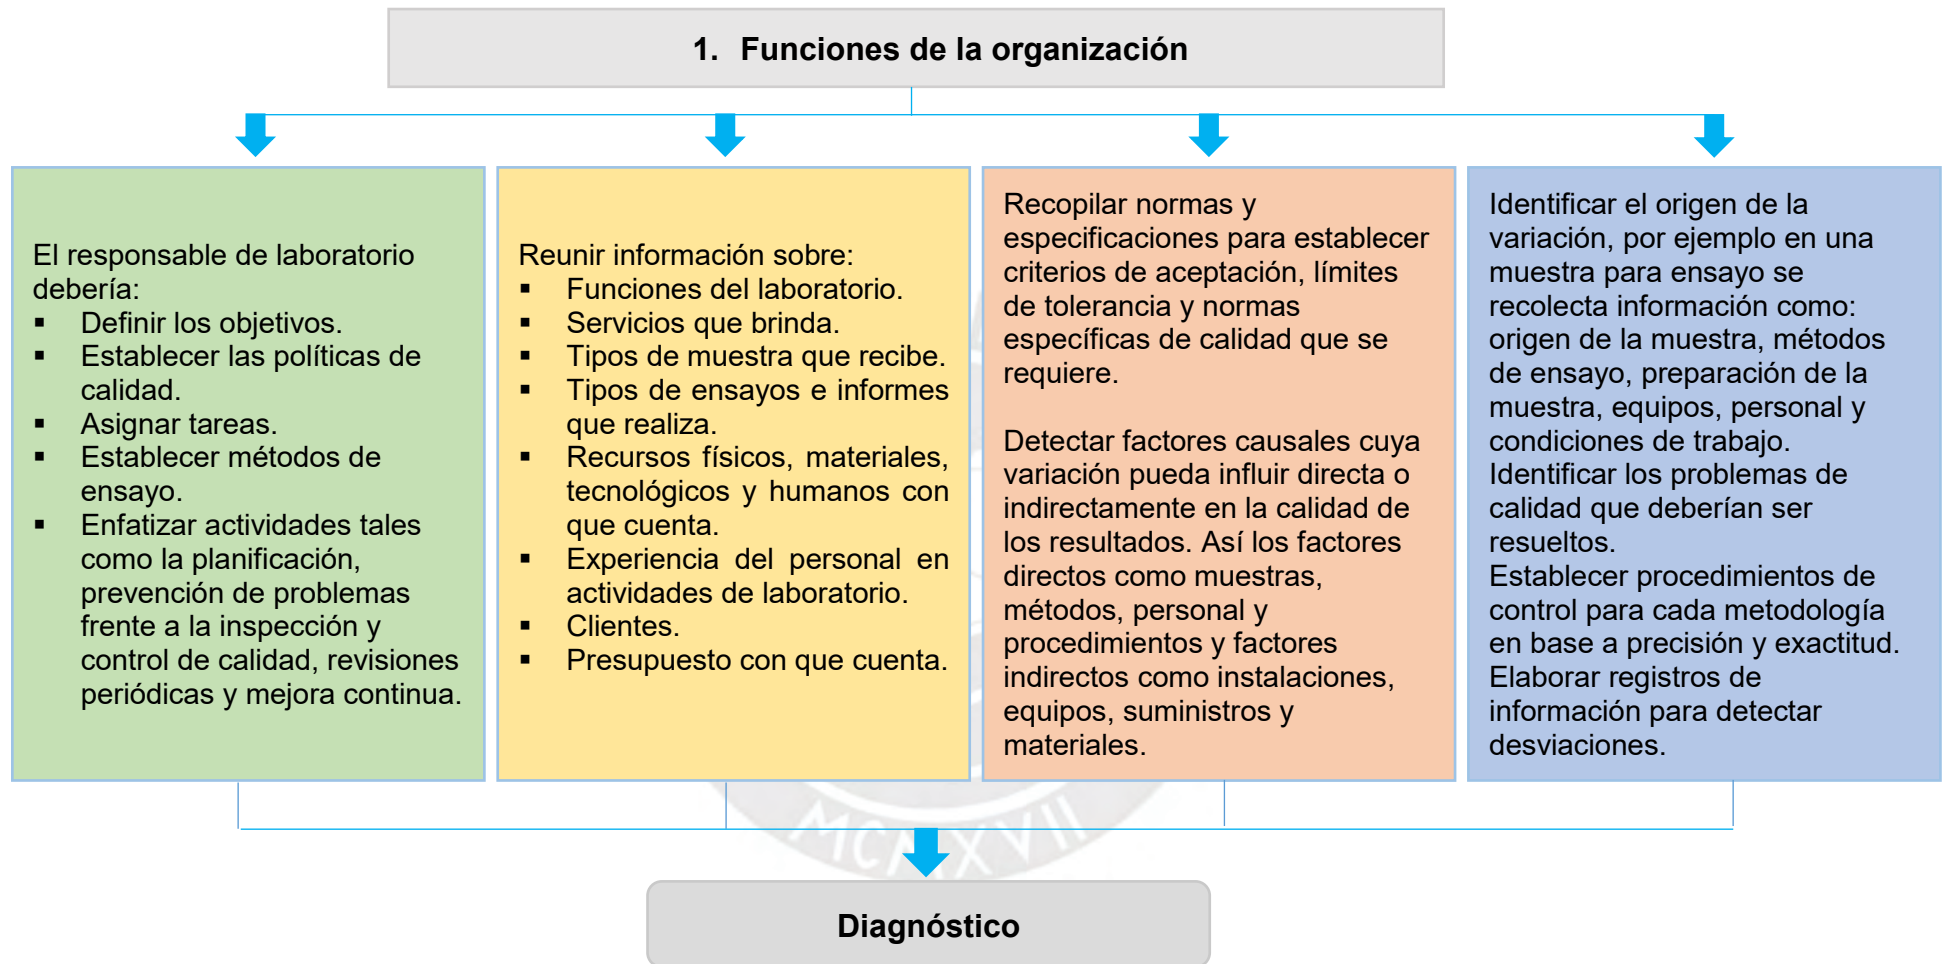 1. Funciones de la organización
El responsable de laboratorio
debería:
▪ Definir los objetivos.
▪ Establecer las políticas de
calidad.
▪ Asignar tareas.
▪ Establecer métodos de
ensayo.
▪ Enfatizar actividades tales
como la planificación,
prevención de problemas
frente a la inspección y
control de calidad, revisiones
periódicas y mejora continua.
Reunir información sobre:
▪ Funciones del laboratorio.
▪ Servicios que brinda.
▪ Tipos de muestra que recibe.
▪ Tipos de ensayos e informes
que realiza.
▪ Recursos físicos, materiales,
tecnológicos y humanos con
que cuenta.
▪ Experiencia del personal en
actividades de laboratorio.
▪ Clientes.
▪ Presupuesto con que cuenta.
Recopilar normas y
especificaciones para establecer
criterios de aceptación, límites
de tolerancia y normas
específicas de calidad que se
requiere.
Detectar factores causales cuya
variación pueda influir directa o
indirectamente en la calidad de
los resultados. Así los factores
directos como muestras,
métodos, personal y
procedimientos y factores
indirectos como instalaciones,
equipos, suministros y
materiales.
Identificar el origen de la
variación, por ejemplo en una
muestra para ensayo se
recolecta información como:
origen de la muestra, métodos
de ensayo, preparación de la
muestra, equipos, personal y
condiciones de trabajo.
Identificar los problemas de
calidad que deberían ser
resueltos.
Establecer procedimientos de
control para cada metodología
en base a precisión y exactitud.
Elaborar registros de
información para detectar
desviaciones.
MCMXVII
Diagnóstico